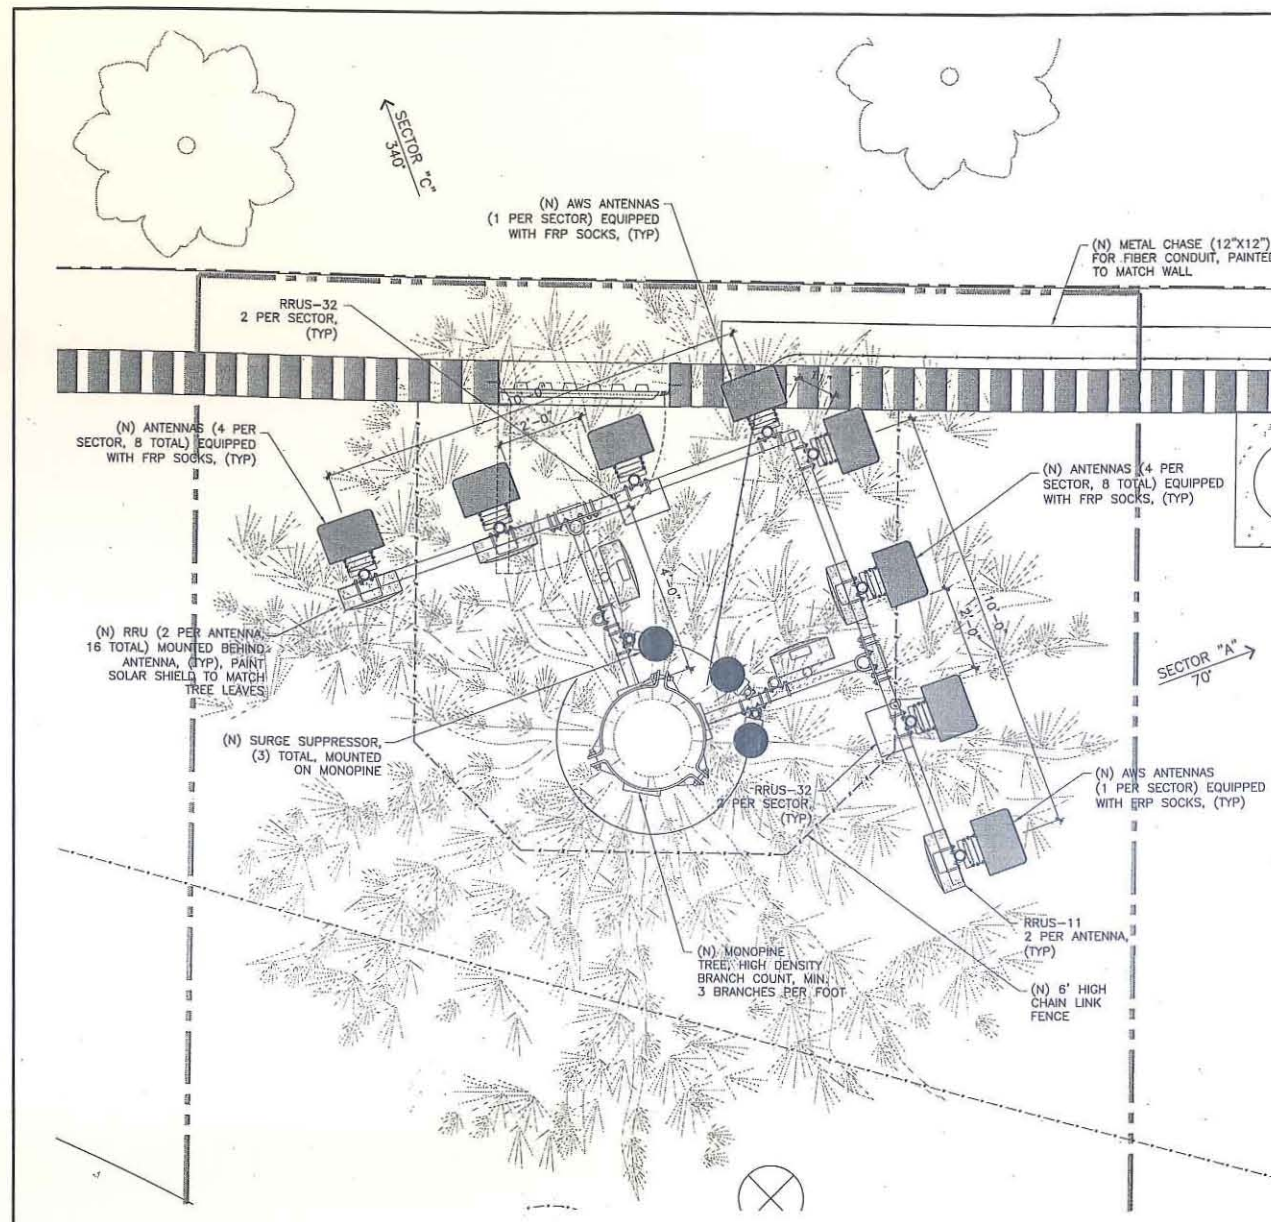 SECTOR "C"
340°
(N) AWS ANTENNAS
(1 PER SECTOR) EQUIPPED
WITH FRP SOCKS, (TYP)
(N) METAL CHASE (12"X12")
FOR FIBER CONDUIT, PAINTED
TO MATCH WALL
RRUS-32
2 PER SECTOR,
(TYP)
10'-0"
2'-0"
(N) ANTENNAS (4 PER
SECTOR, 8 TOTAL) EQUIPPED
WITH FRP SOCKS, (TYP)
(N) ANTENNAS (4 PER
SECTOR, 8 TOTAL) EQUIPPED
WITH FRP SOCKS, (TYP)
4'-0"
10'-0"
2'-0"
(N) RRU (2 PER ANTENNA,
16 TOTAL) MOUNTED BEHIND
ANTENNA, (TYP), PAINT
SOLAR SHIELD TO MATCH
TREE LEAVES
SECTOR "A"
70°
(N) SURGE SUPPRESSOR,
(3) TOTAL, MOUNTED
ON MONOPINE
RRUS-32
2 PER SECTOR,
(TYP)
(N) AWS ANTENNAS
(1 PER SECTOR) EQUIPPED
WITH FRP SOCKS, (TYP)
RRUS-11
2 PER ANTENNA,
(TYP)
(N) MONOPINE
TREE, HIGH DENSITY
BRANCH COUNT, MIN.
3 BRANCHES PER FOOT
(N) 6' HIGH
CHAIN LINK
FENCE